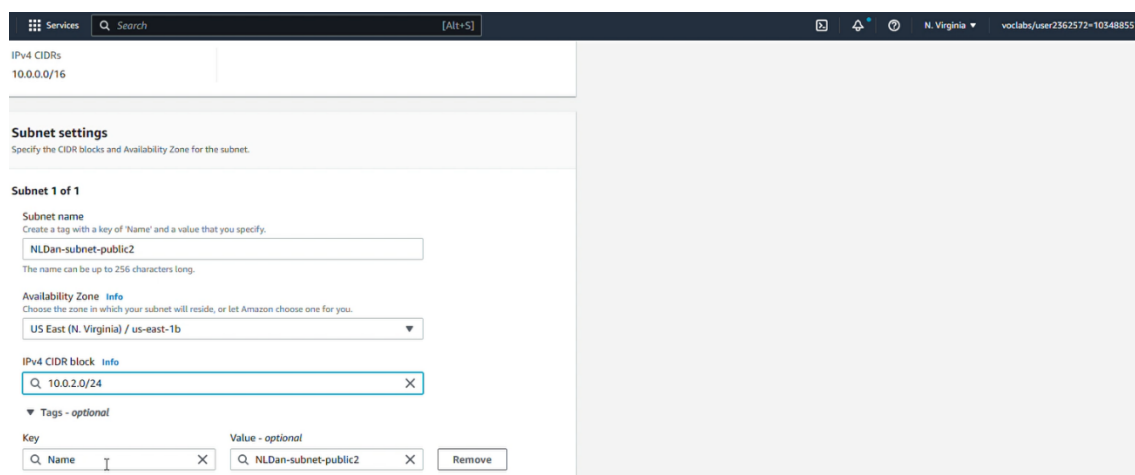 Services Search [Alt+S] N. Virginia ▼ voclabs/user2362572=10348855
IPv4 CIDRs
10.0.0.0/16
Subnet settings
Specify the CIDR blocks and Availability Zone for the subnet.
Subnet 1 of 1
Subnet name
Create a tag with a key of 'Name' and a value that you specify.
NLDan-subnet-public2
The name can be up to 256 characters long.
Availability Zone Info
Choose the zone in which your subnet will reside, or let Amazon choose one for you.
US East (N. Virginia) / us-east-1b
IPv4 CIDR block Info
10.0.2.0/24
Tags - optional
Key Value - optional
Name NLDan-subnet-public2 Remove